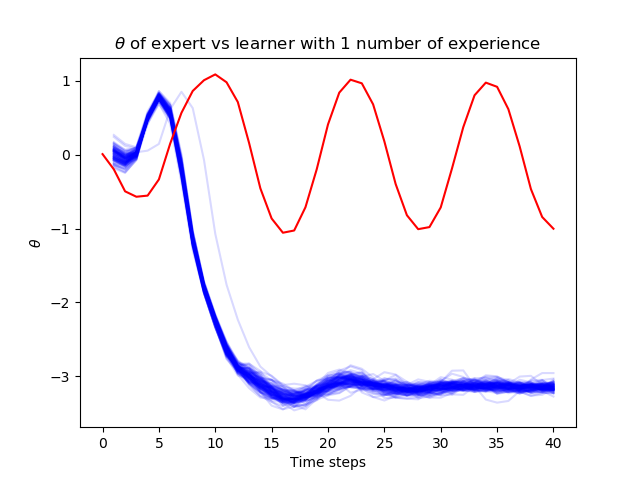 θ of expert vs learner with 1 number of experience
1
0
−1
−2
−3
θ
0 5 10 15 20 25 30 35 40
Time steps